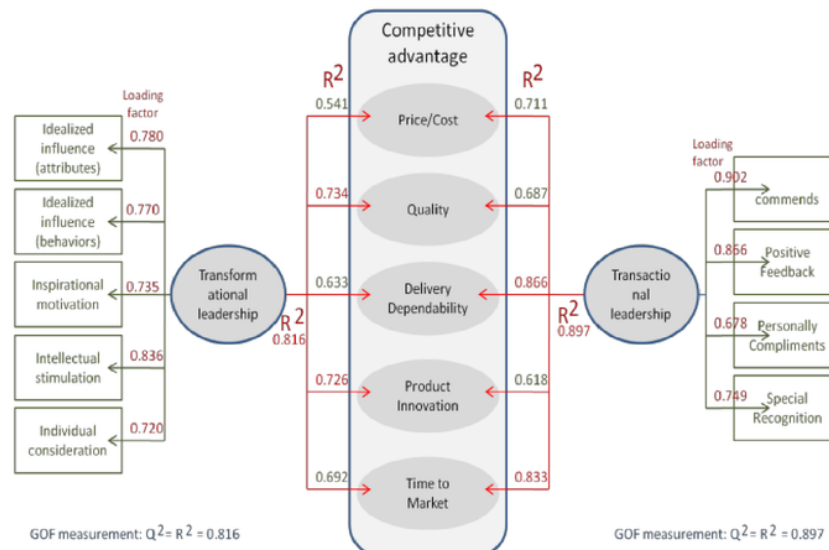 Competitive
advantage
R2
R2
Loading
factor
0.541
0.711
Idealized
influence
(attributes)
0.780
Price/Cost
Loading
factor
0.902
commends
Idealized
influence
(behaviors)
0.770
0.734
Quality
0.687
0.866
Positive
Feedback
Inspirational
motivation
0.735
Transform
ational
leadership
0.633
Delivery
Dependability
0.866
Transactio
nal
leadership
R2
0.816
R2
0.897
0.678
Personally
Compliments
Intellectual
stimulation
0.836
0.726
Product
Innovation
0.618
0.749
Special
Recognition
Individual
consideration
0.720
0.692
Time to
Market
0.833
GOF measurement: Q2= R2 = 0.816
GOF measurement: Q2= R2 = 0.897